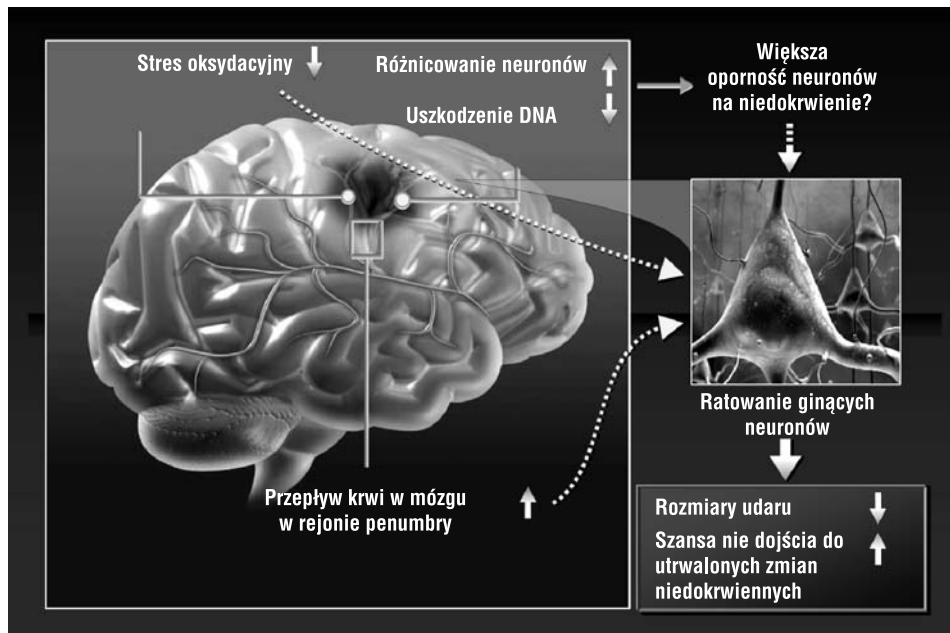 Stres oksydacyjny
Różnicowanie neuronów
Uszkodzenie DNA
Większa
oporność neuronów
na niedokrwienie?
Ratowanie ginących
neuronów
Przepływ krwi w mózgu
w rejonie penumbry
Rozmiary udaru
Szansa nie dojścia do
utrwalonych zmian
niedokrwiennych